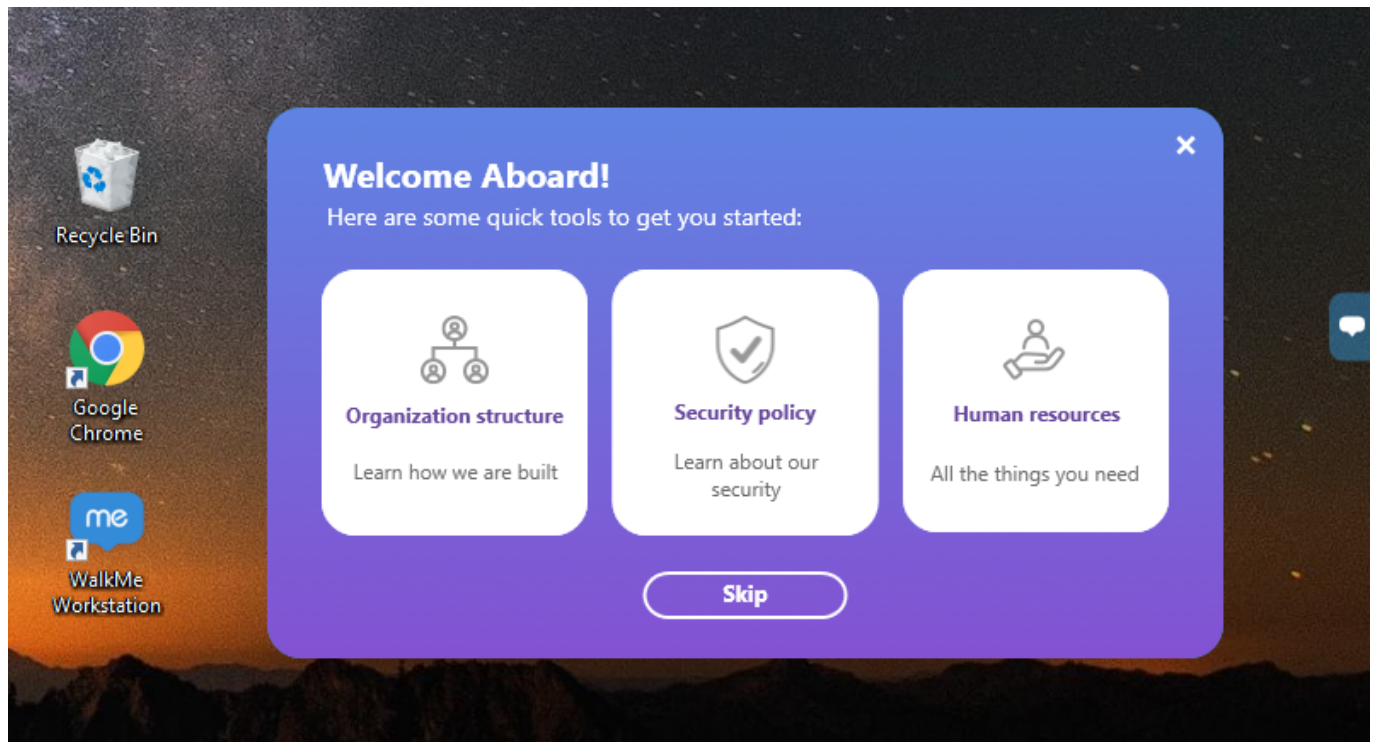 Welcome Aboard!
Here are some quick tools to get you started:
Recycle Bin
Google
Chrome
me
WalkMe
Workstation
Organization structure
Learn how we are built
Security policy
Learn about our
security
Human resources
All the things you need
Skip